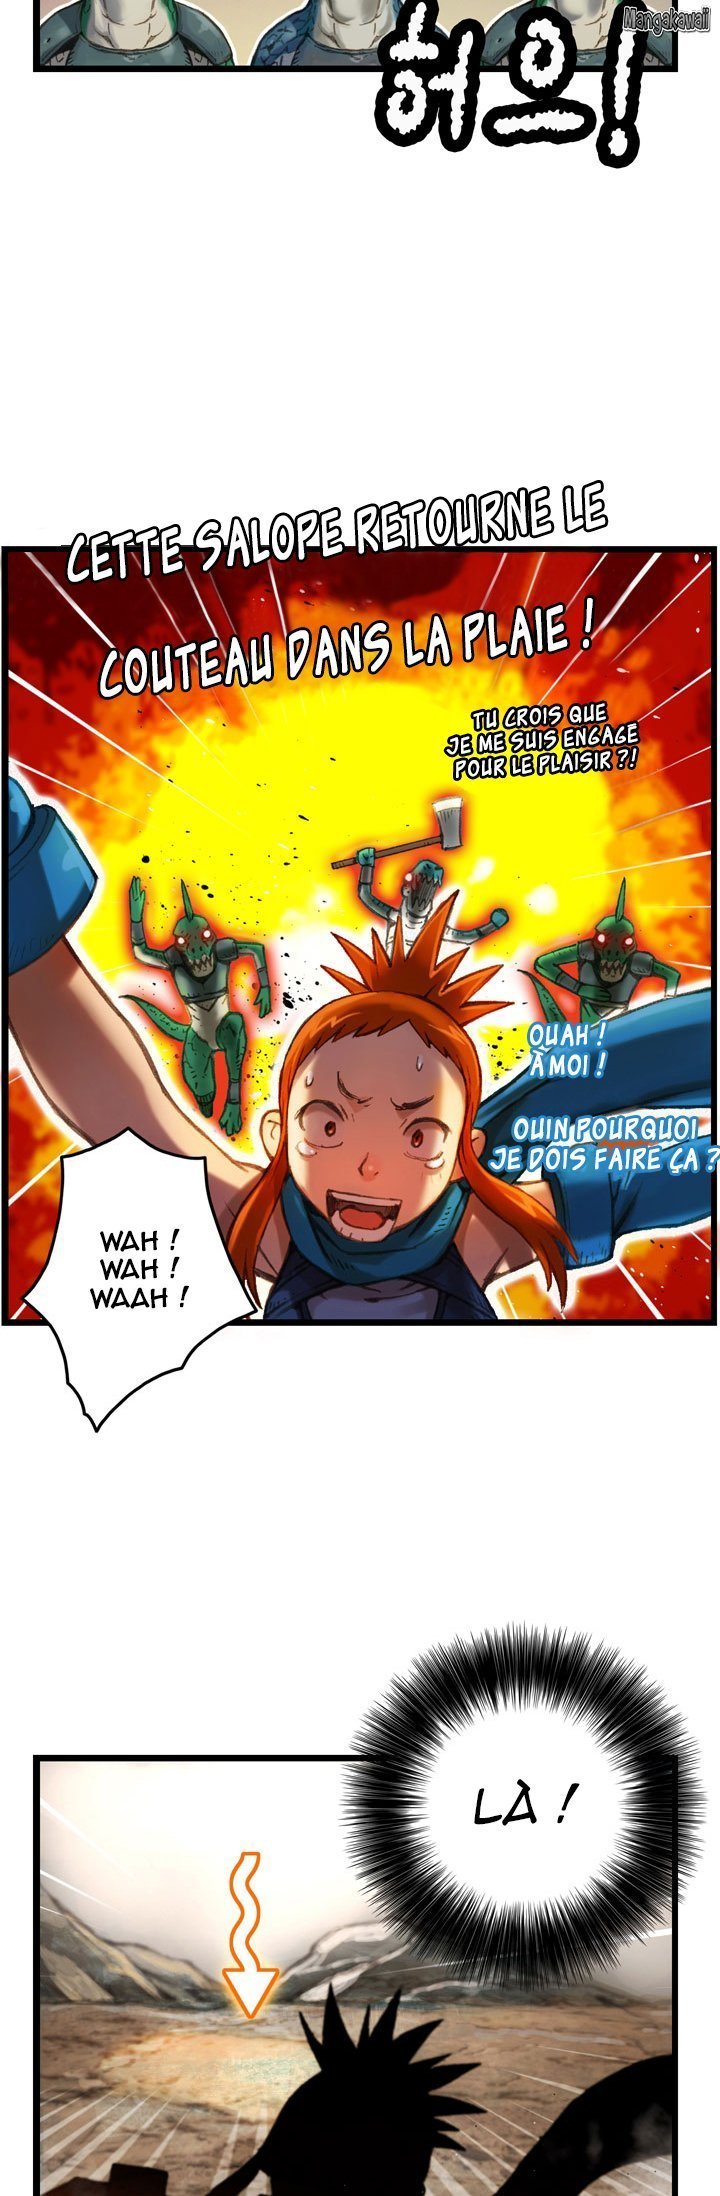 Mangakawaii
허으!
CETTE SALOPE RETOURNE LE
COUTEAU DANS LA PLAIE !
TU CROIS QUE
JE ME SUIS ENGAGÉ
POUR LE PLAISIR ?!
OUAH !
À MOI !
OUIN POURQUOI
JE DOIS FAIRE ÇA ?
WAH !
WAH !
WAAH !
LÀ !